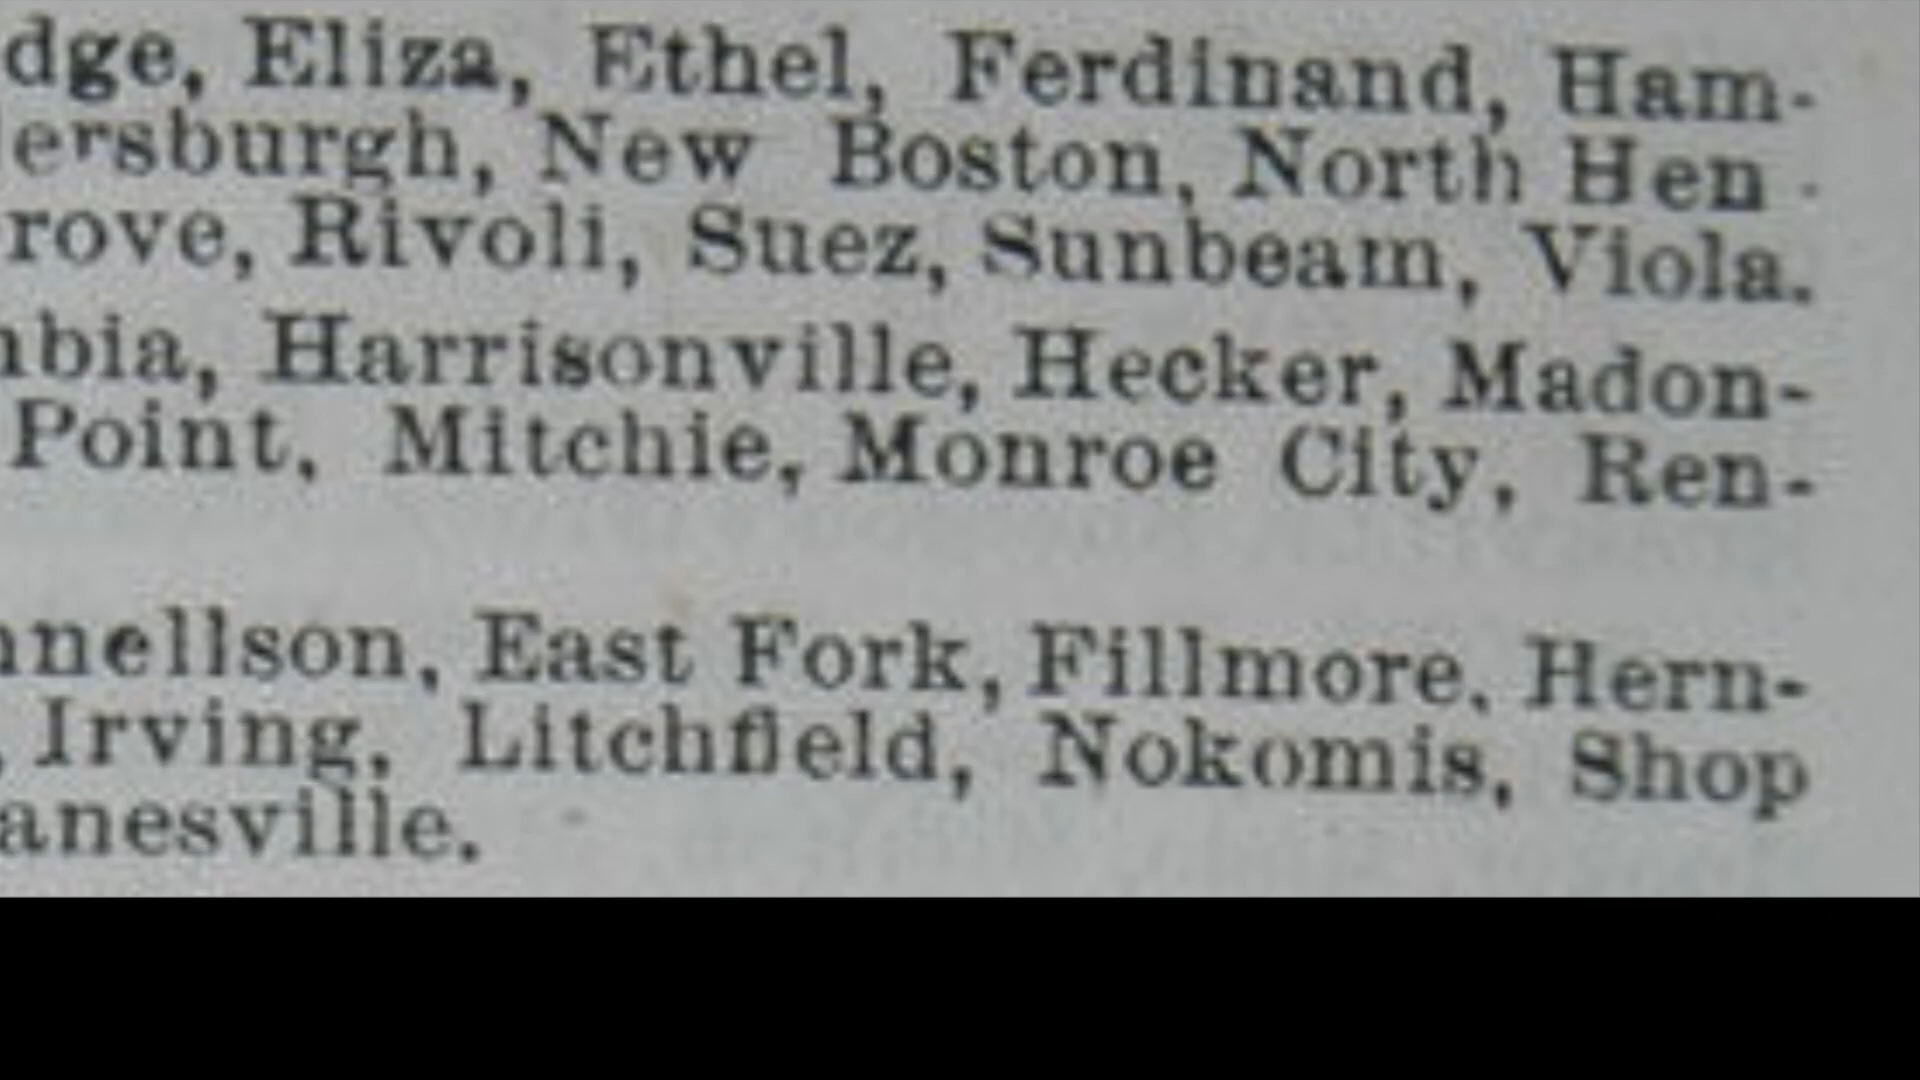 dge, Eliza, Ethel, Ferdinand, Ham-
ersburgh, New Boston, North Hen-
rove, Rivoli, Suez, Sunbeam, Viola.
bia, Harrisonville, Hecker, Madon-
Point, Mitchie, Monroe City, Ren-
nnellson, East Fork, Fillmore, Hern-
, Irving, Litchfield, Nokomis, Shop
anesville.